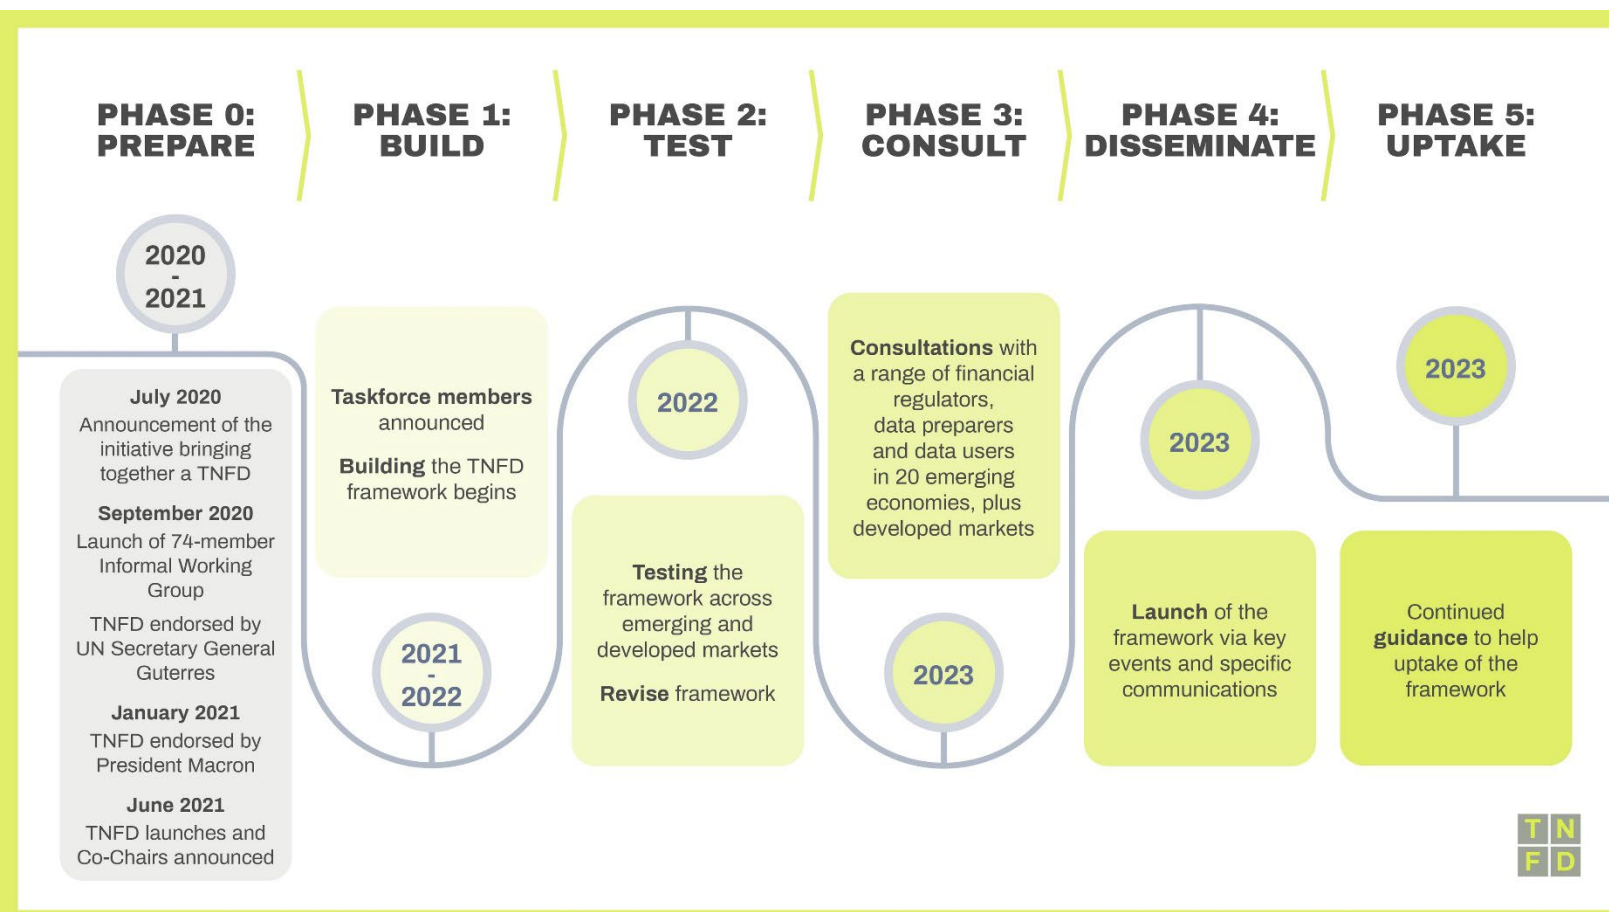 PHASE 0:
PREPARE
PHASE 1:
BUILD
PHASE 2:
TEST
PHASE 3:
CONSULT
PHASE 4:
DISSEMINATE
PHASE 5:
UPTAKE
2020
-
2021
July 2020
Announcement of the
initiative bringing
together a TNFD
September 2020
Launch of 74-member
Informal Working
Group
TNFD endorsed by
UN Secretary General
Guterres
January 2021
TNFD endorsed by
President Macron
June 2021
TNFD launches and
Co-Chairs announced
Taskforce members
announced
Building the TNFD
framework begins
2021
-
2022
2022
Testing the
framework across
emerging and
developed markets
Revise framework
Consultations with
a range of financial
regulators,
data preparers
and data users
in 20 emerging
economies, plus
developed markets
2023
2023
Launch of the
framework via key
events and specific
communications
2023
Continued
guidance to help
uptake of the
framework
T N
F D